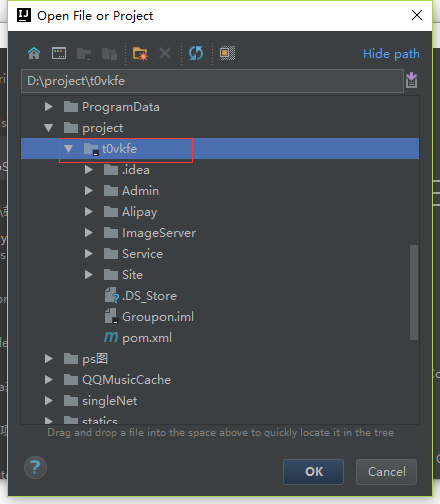 Open File or Project
Hide path
D:\project\t0vkfe
ProgramData
project
t0vkfe
.idea
Admin
Alipay
ImageServer
Service
Site
.DS_Store
Groupon.iml
m pom.xml
ps图
QQMusicCache
singleNet
statics
Drag and drop a file into the space above to quickly locate it in the tree
?
OK
Cancel